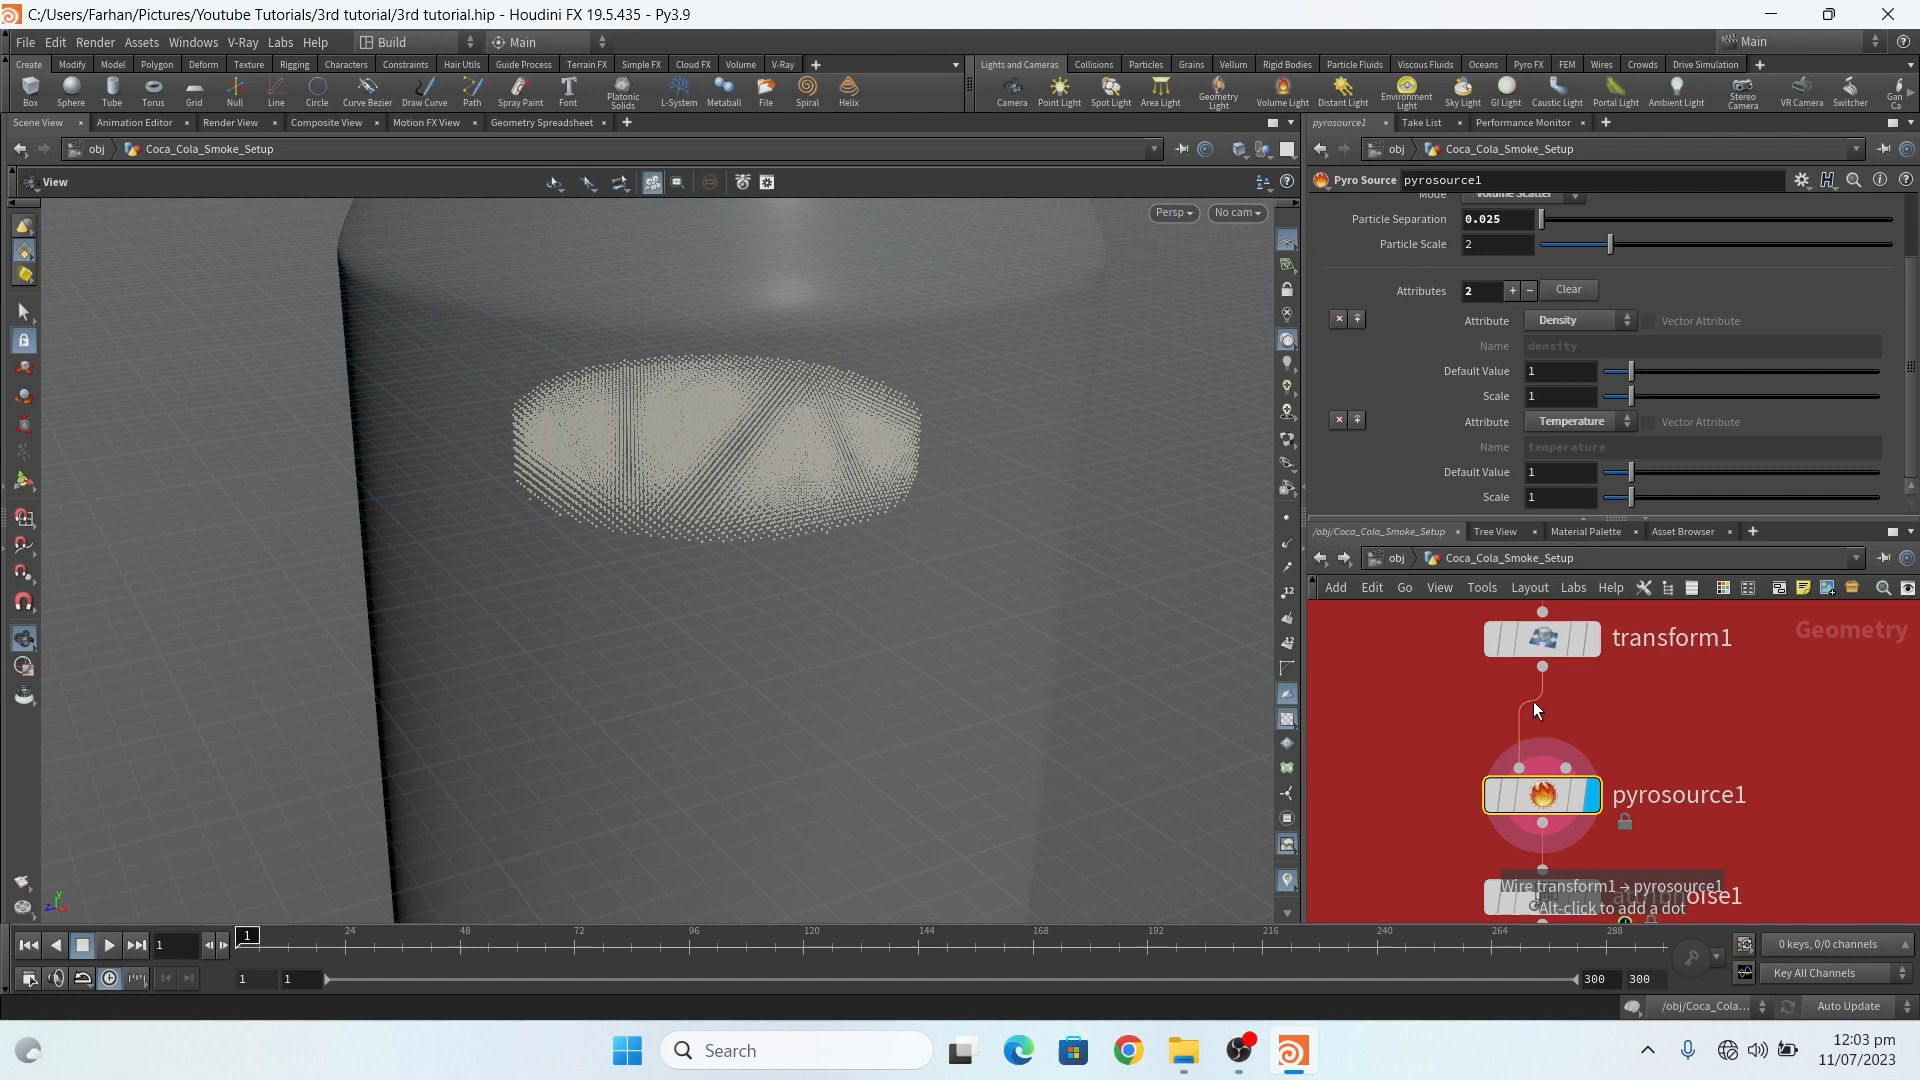 C:/Users/Farhan/Pictures/Youtube Tutorials/3rd tutorial/3rd tutorial.hip - Houdini FX 19.5.435 - Py3.9
File Edit Render Assets Windows V-Ray Labs Help Build Main Main
Create Modify Model Polygon Deform Texture Rigging Characters Constraints Hair Utils Guide Process Terrain FX Simple FX Cloud FX Volume V-Ray
Lights and Cameras Collisions Particles Grains Vellum Rigid Bodies Particle Fluids Viscous Fluids Oceans Pyro FX FEM Wires Crowds Drive Simulation
Box Sphere Tube Torus Grid Null Line Circle Curve Bezier Draw Curve Path Spray Paint Font Platonic Solids L-System Metaball File Spiral Helix
Camera Point Light Spot Light Area Light Geometry Light Volume Light Distant Light Environment Light Sky Light GI Light Caustic Light Portal Light Ambient Light Stereo Camera VR Camera Switcher Gan Ca
Scene View Animation Editor Render View Composite View Motion FX View Geometry Spreadsheet
pyrosource1 Take List Performance Monitor
obj Coca_Cola_Smoke_Setup
obj Coca_Cola_Smoke_Setup
View
Pyro Source pyrosource1
Persp No cam
Mode Volume Scatter
Particle Separation 0.025
Particle Scale 2
Attributes 2 + − Clear
Attribute Density Vector Attribute
Name density
Default Value 1
Scale 1
Attribute Temperature Vector Attribute
Name temperature
Default Value 1
Scale 1
/obj/Coca_Cola_Smoke_Setup Tree View Material Palette Asset Browser
obj Coca_Cola_Smoke_Setup
Add Edit Go View Tools Layout Labs Help
Geometry
transform1
pyrosource1
Wire transform1 → pyrosource1
Alt-click to add a dot
oise1
12
12
z y x
1 1 24 48 72 96 120 144 168 192 216 240 264 288
0 keys, 0/0 channels
1 1 300 300
Key All Channels
/obj/Coca_Cola... Auto Update
Search
12:03 pm
11/07/2023